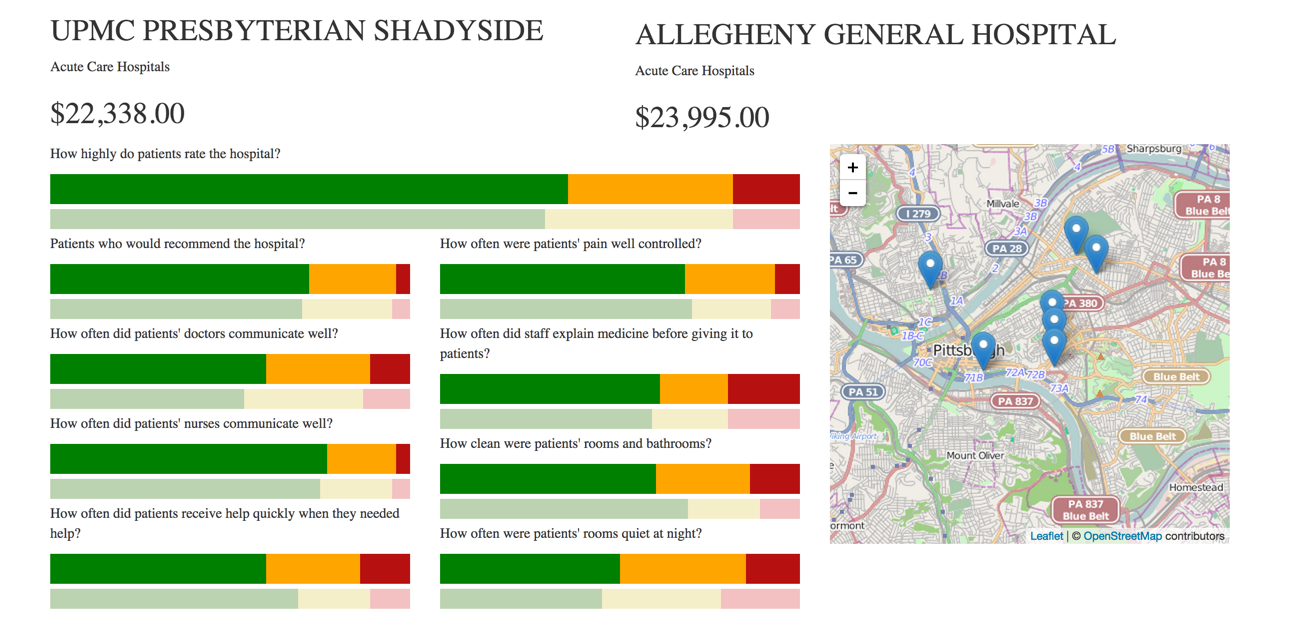 UPMC PRESBYTERIAN SHADYSIDE
Acute Care Hospitals
$22,338.00
ALLEGHENY GENERAL HOSPITAL
Acute Care Hospitals
$23,995.00
How highly do patients rate the hospital?
Patients who would recommend the hospital?
How often did patients' doctors communicate well?
How often did patients' nurses communicate well?
How often did patients receive help quickly when they needed
help?
How often were patients' pain well controlled?
How often did staff explain medicine before giving it to
patients?
How clean were patients' rooms and bathrooms?
How often were patients' rooms quiet at night?
+
-
5B
Sharpsburg
6
4
4
PA 8
Blue Belt
Millvale
3B
I 279
3B
3A
3
PA 28
PA 65
2
PA 8
Blue Be
B
1A
PA 380
1C
1B-C
Pittsb gh
70C
71B
72A
72B
Blue Belt
73A
PA 51
PA 837
74
Blue Belt
Mount Oliver
Homestead
PA 837
Blue Belt
ormont
Leaflet | © OpenStreetMap contributors